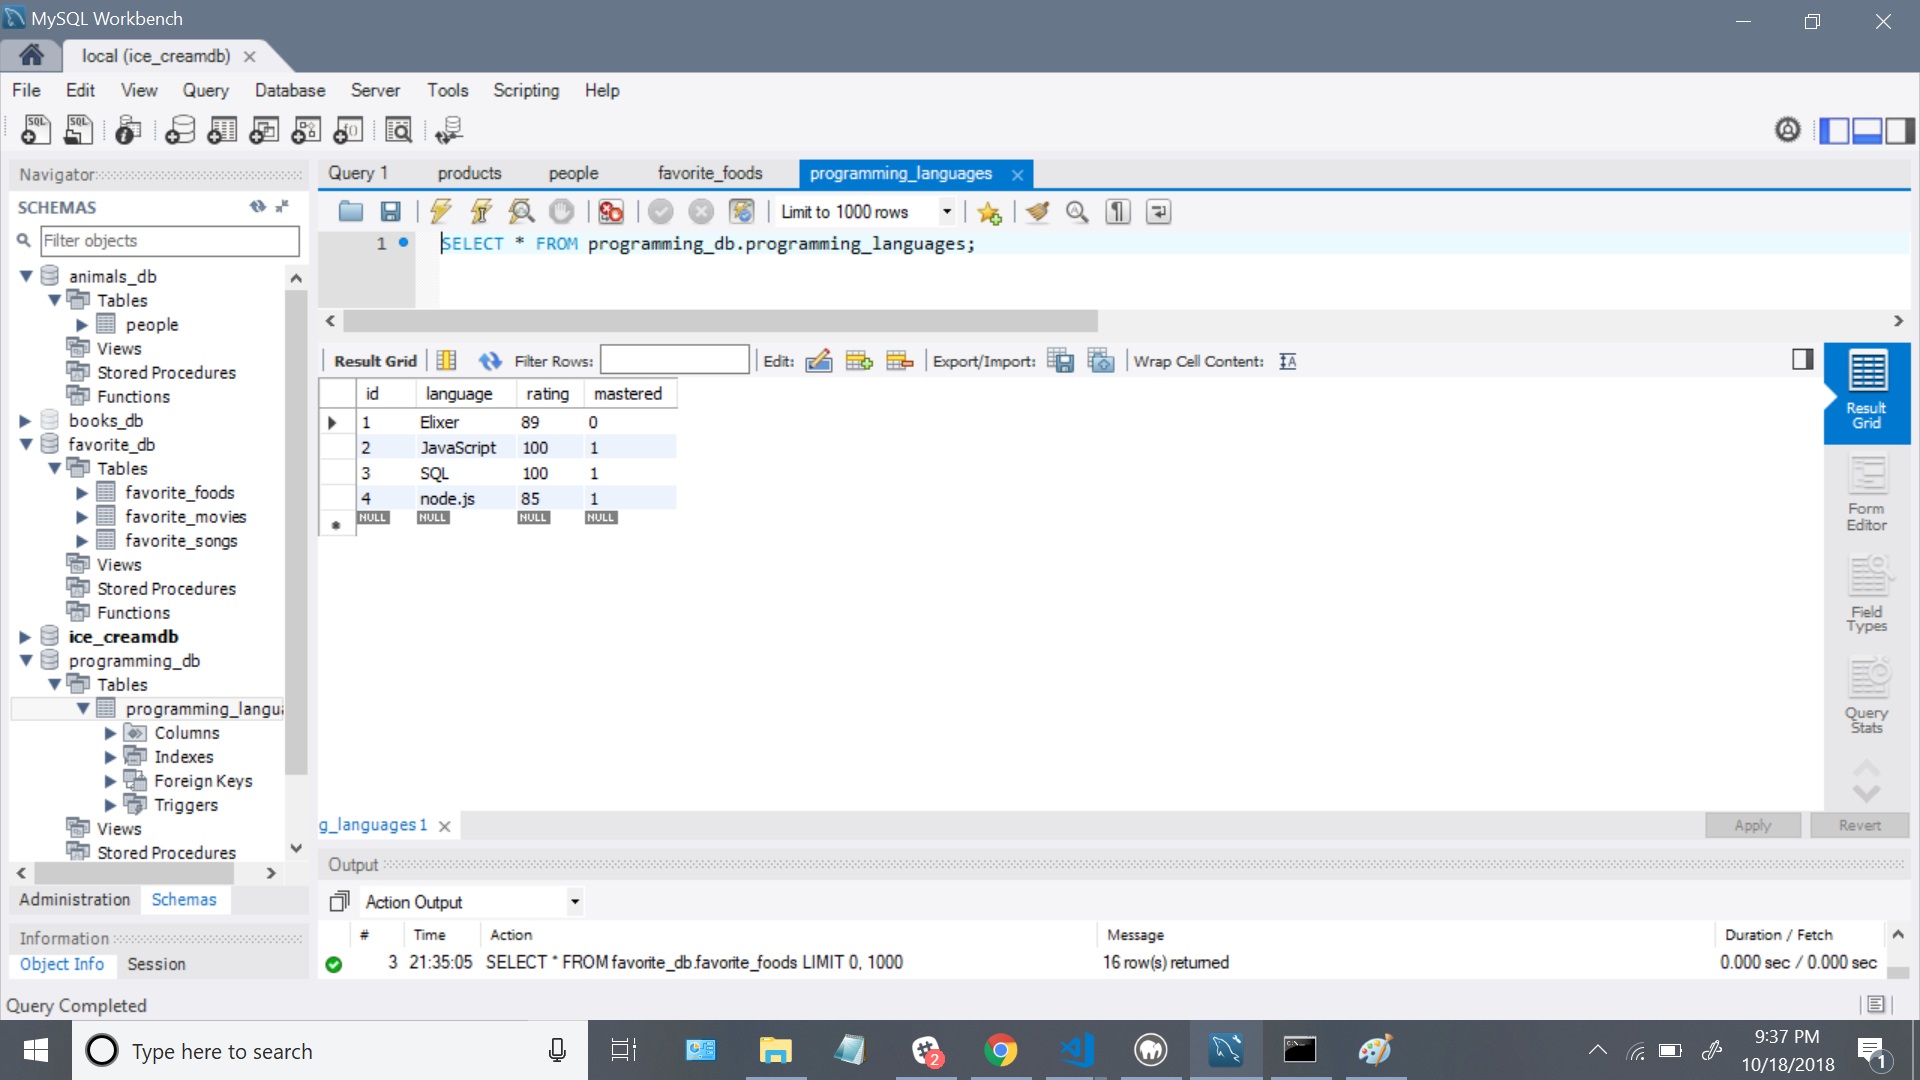 MySQL Workbench
local (ice_creamdb)
File Edit View Query Database Server Tools Scripting Help
Navigator
SCHEMAS
Filter objects
animals_db
Tables
people
Views
Stored Procedures
Functions
books_db
favorite_db
Tables
favorite_foods
favorite_movies
favorite_songs
Views
Stored Procedures
Functions
ice_creamdb
programming_db
Tables
programming_langu
Columns
Indexes
Foreign Keys
Triggers
Views
Stored Procedures
Administration Schemas
Information
Object Info Session
Query 1 products people favorite_foods programming_languages
Limit to 1000 rows
1 SELECT * FROM programming_db.programming_languages;
Result Grid Filter Rows: Edit: Export/Import: Wrap Cell Content:
id language rating mastered
1 Elixer 89 0
2 JavaScript 100 1
3 SQL 100 1
4 node.js 85 1
NULL NULL NULL NULL
Result Grid
Form Editor
Field Types
Query Stats
g_languages 1
Apply Revert
Output
Action Output
# Time Action Message Duration / Fetch
3 21:35:05 SELECT * FROM favorite_db.favorite_foods LIMIT 0, 1000 16 row(s) returned 0.000 sec / 0.000 sec
Query Completed
Type here to search
2
9:37 PM
10/18/2018
1